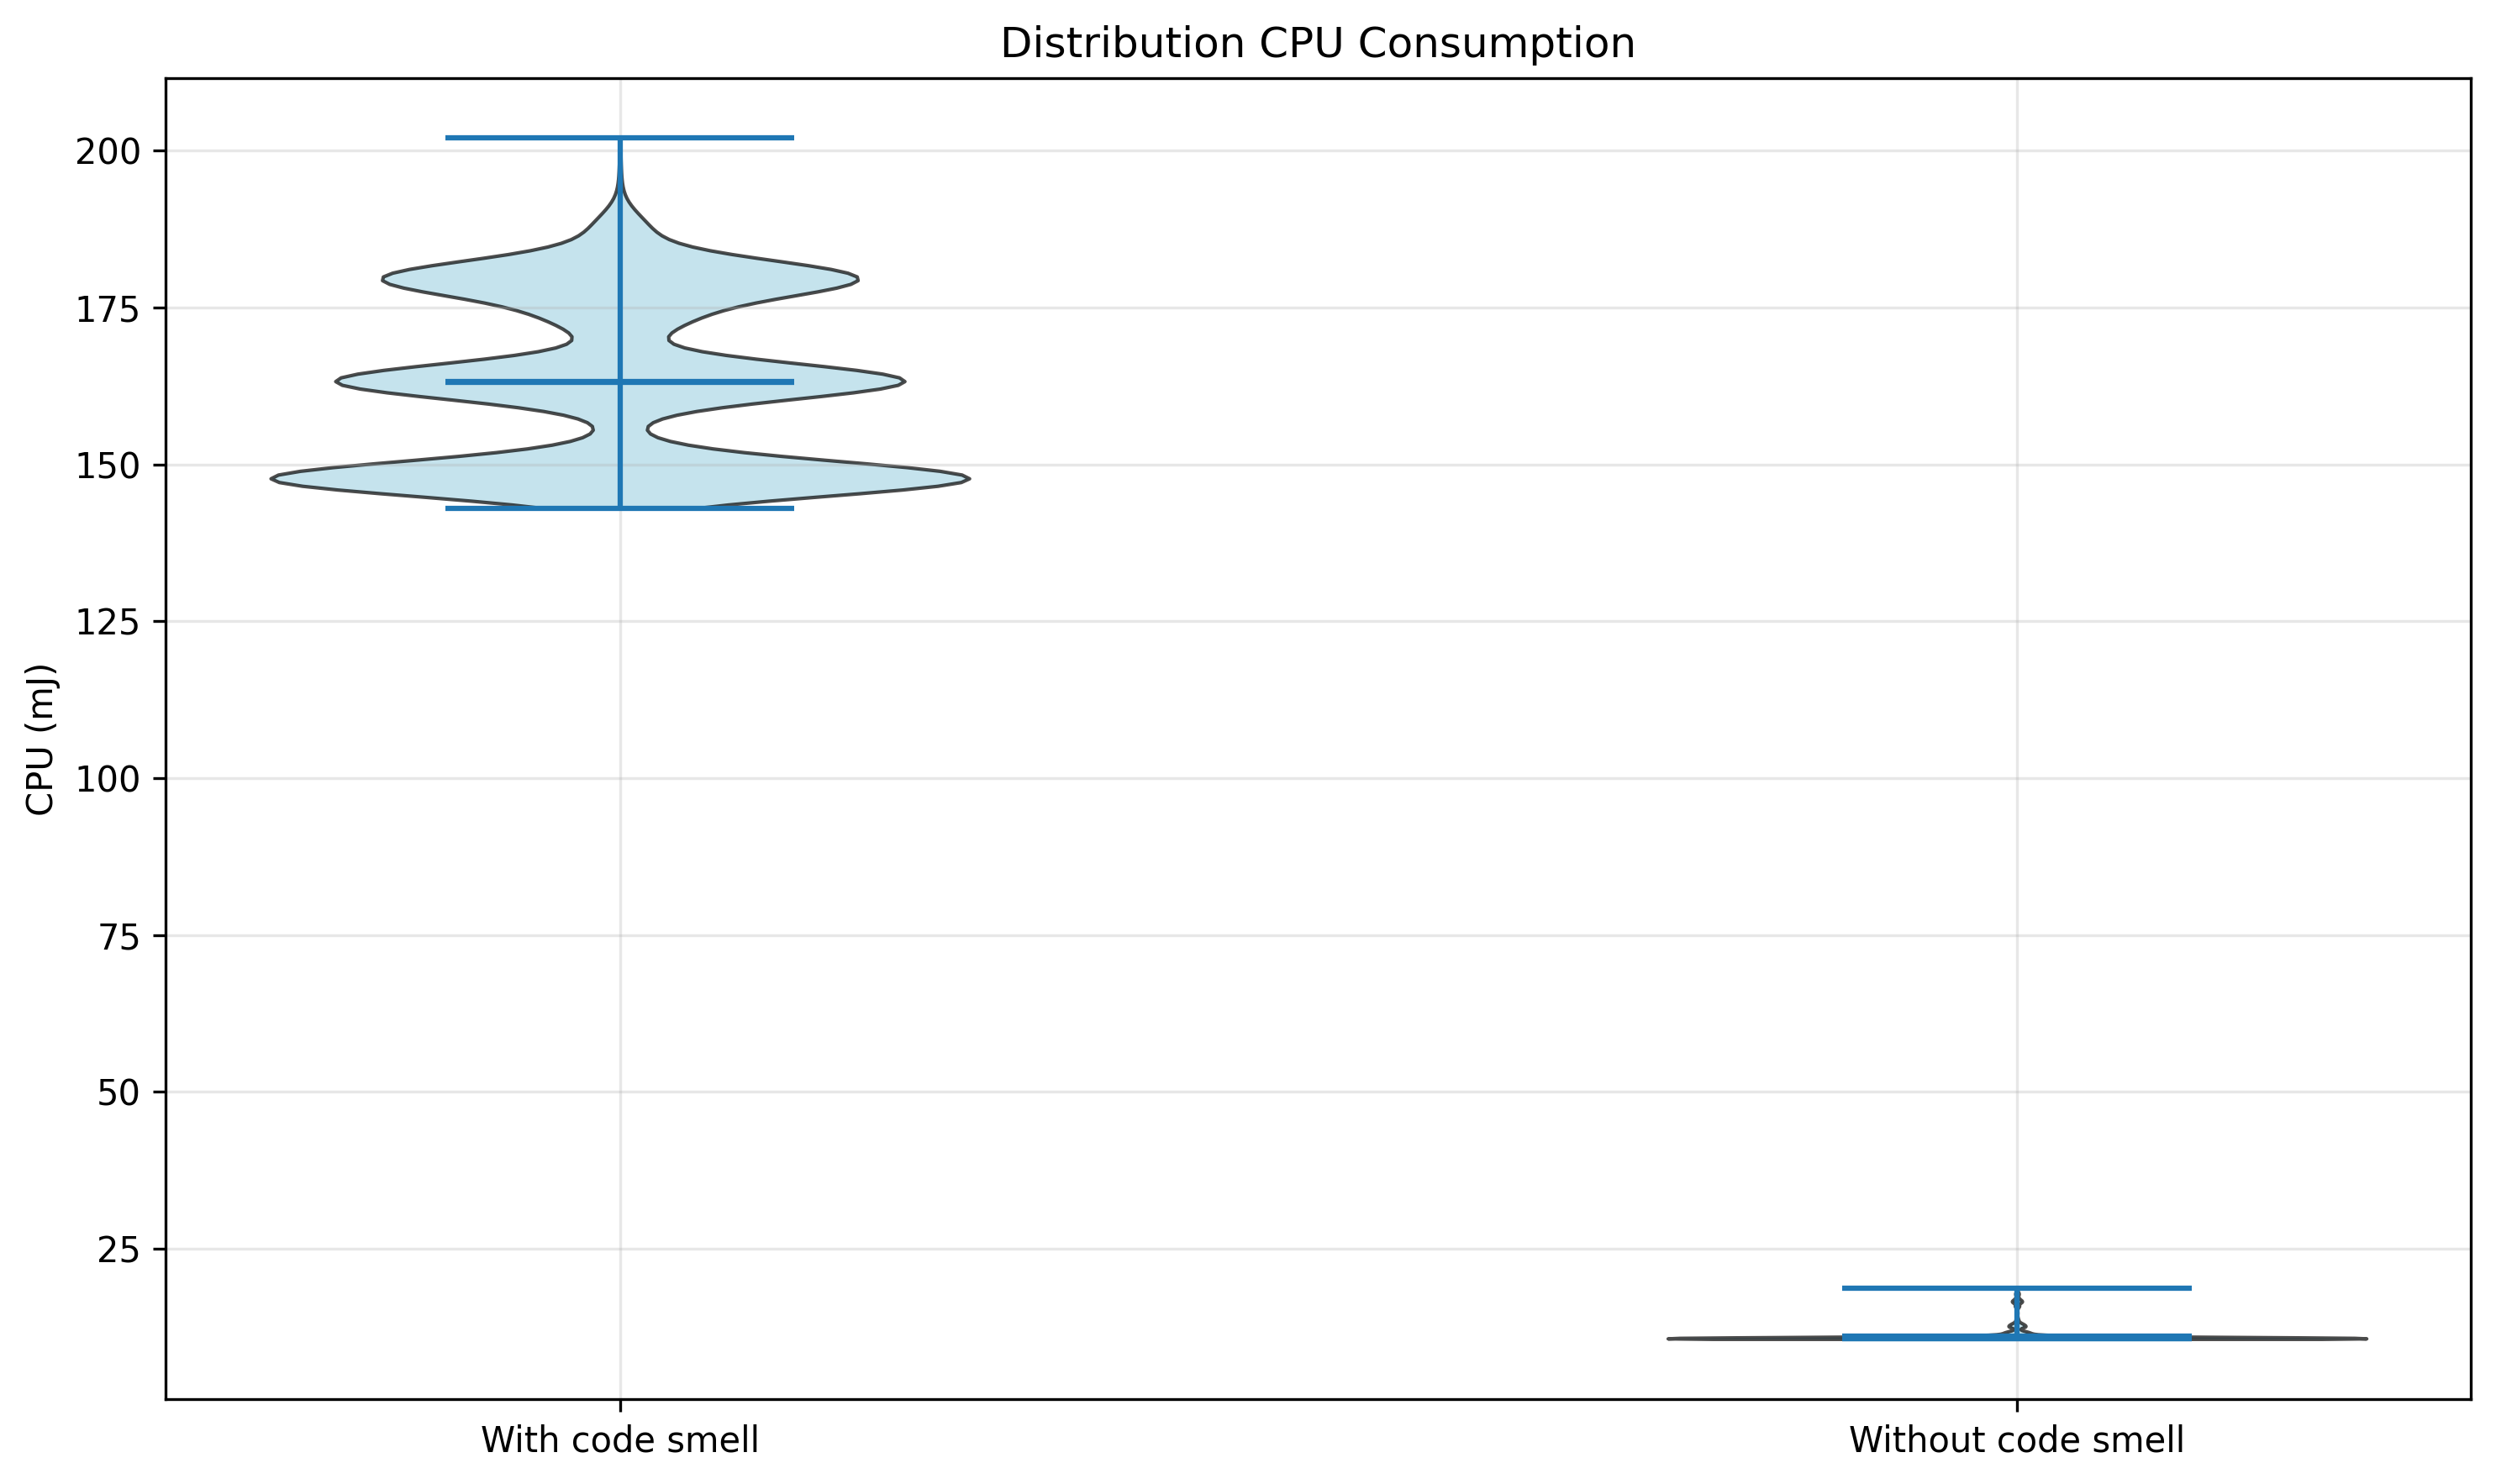 Distribution CPU Consumption
CPU (mJ)
200
175
150
125
100
75
50
25
With code smell
Without code smell